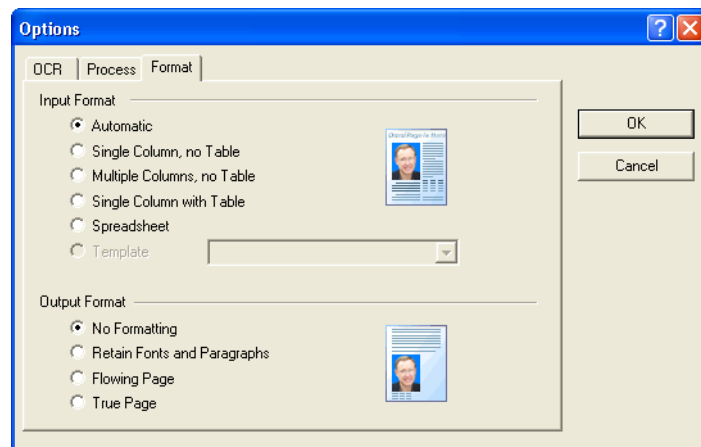 Options
OCR Process Format
Input Format
Automatic
Single Column, no Table
Multiple Columns, no Table
Single Column with Table
Spreadsheet
Template
Output Format
No Formatting
Retain Fonts and Paragraphs
Flowing Page
True Page
OK
Cancel